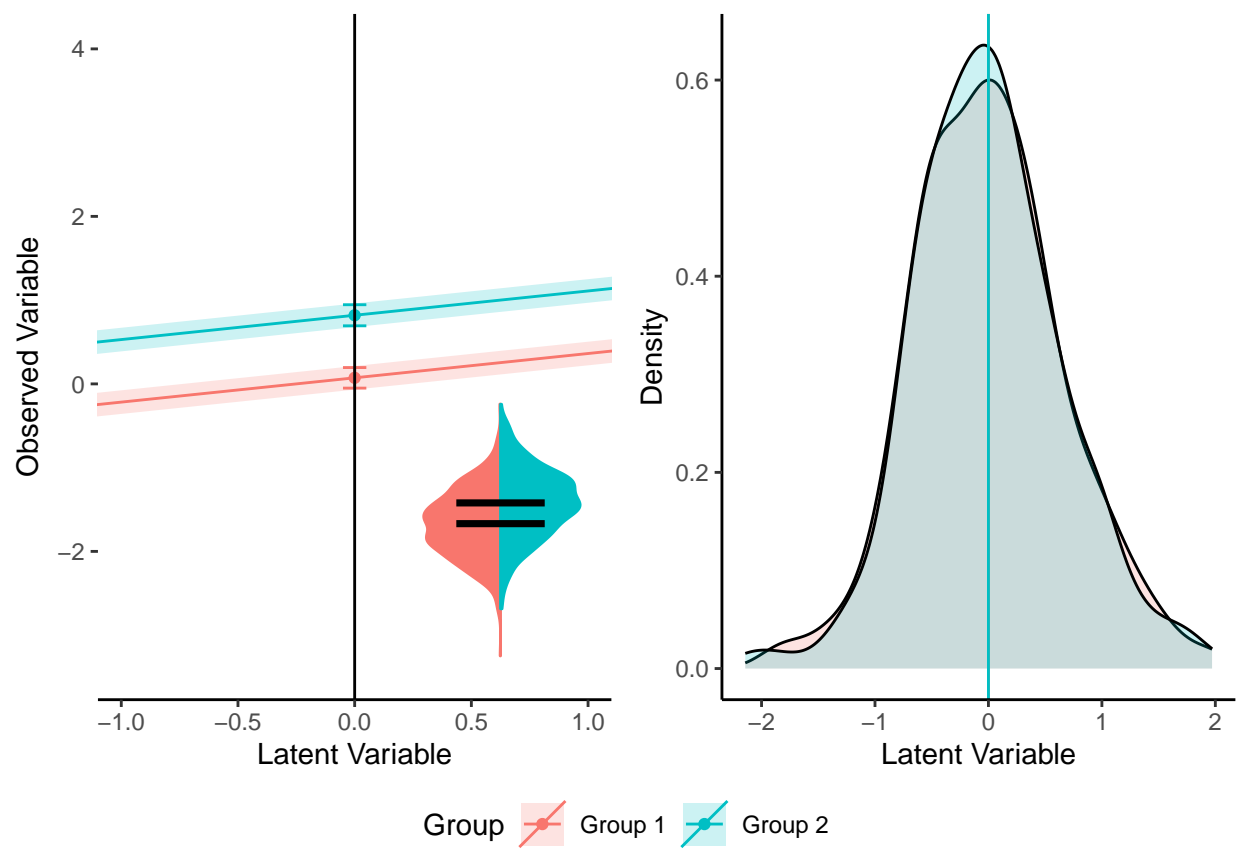 4
2
0
−2
Observed Variable
−1.0 −0.5 0.0 0.5 1.0
Latent Variable
0.6
0.4
0.2
0.0
Density
−2 −1 0 1 2
Latent Variable
Group Group 1 Group 2